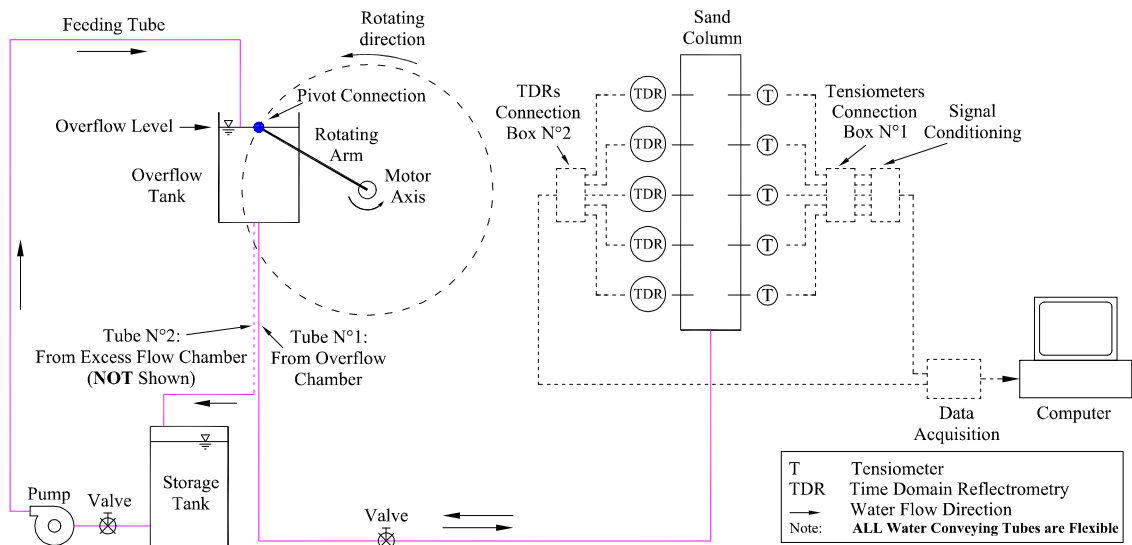 Feeding Tube
Rotating
direction
Sand
Column
Pivot Connection
Overflow Level
Rotating
Arm
Overflow
Tank
Motor
Axis
TDRs
Connection
Box N°2
TDR
TDR
TDR
TDR
TDR
T
T
T
T
T
Tensiometers
Connection
Box N°1
Signal
Conditioning
Tube N°2:
From Excess Flow Chamber
(NOT Shown)
Tube N°1:
From Overflow
Chamber
Storage
Tank
Pump
Valve
Valve
Data
Acquisition
Computer
T Tensiometer
TDR Time Domain Reflectrometry
Water Flow Direction
Note: ALL Water Conveying Tubes are Flexible